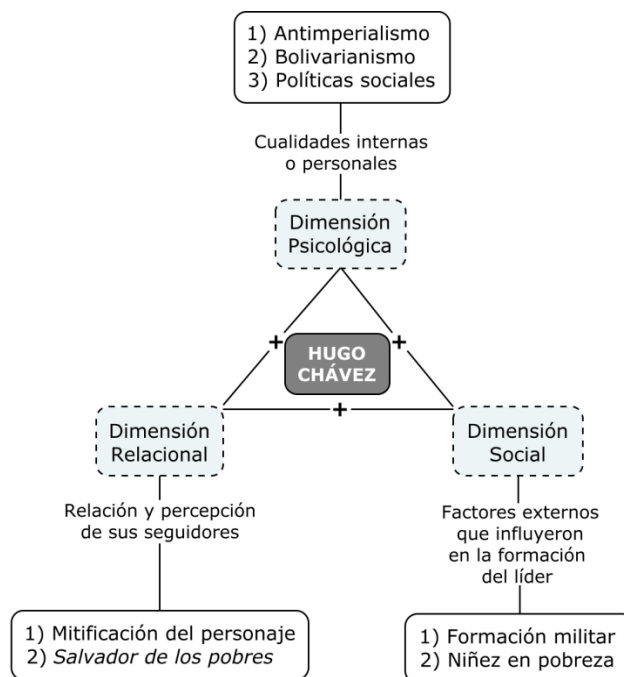 1) Antimperialismo
2) Bolivarianismo
3) Políticas sociales
Cualidades internas
o personales
Dimensión
Psicológica
+
+
HUGO
CHÁVEZ
+
Dimensión
Relacional
Dimensión
Social
Relación y percepción
de sus seguidores
Factores externos
que influyeron
en la formación
del líder
1) Mitificación del personaje
2) Salvador de los pobres
1) Formación militar
2) Niñez en pobreza